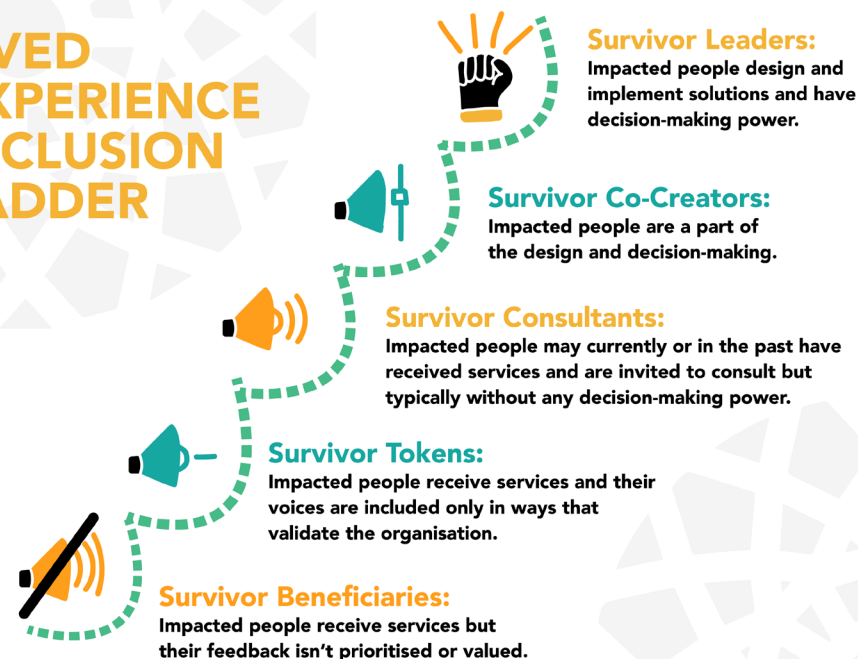 VED
XPERIENCE
CLUSION
ADDER
Survivor Leaders:
Impacted people design and
implement solutions and have
decision-making power.
Survivor Co-Creators:
Impacted people are a part of
the design and decision-making.
Survivor Consultants:
Impacted people may currently or in the past have
received services and are invited to consult but
typically without any decision-making power.
Survivor Tokens:
Impacted people receive services and their
voices are included only in ways that
validate the organisation.
Survivor Beneficiaries:
Impacted people receive services but
their feedback isn’t prioritised or valued.